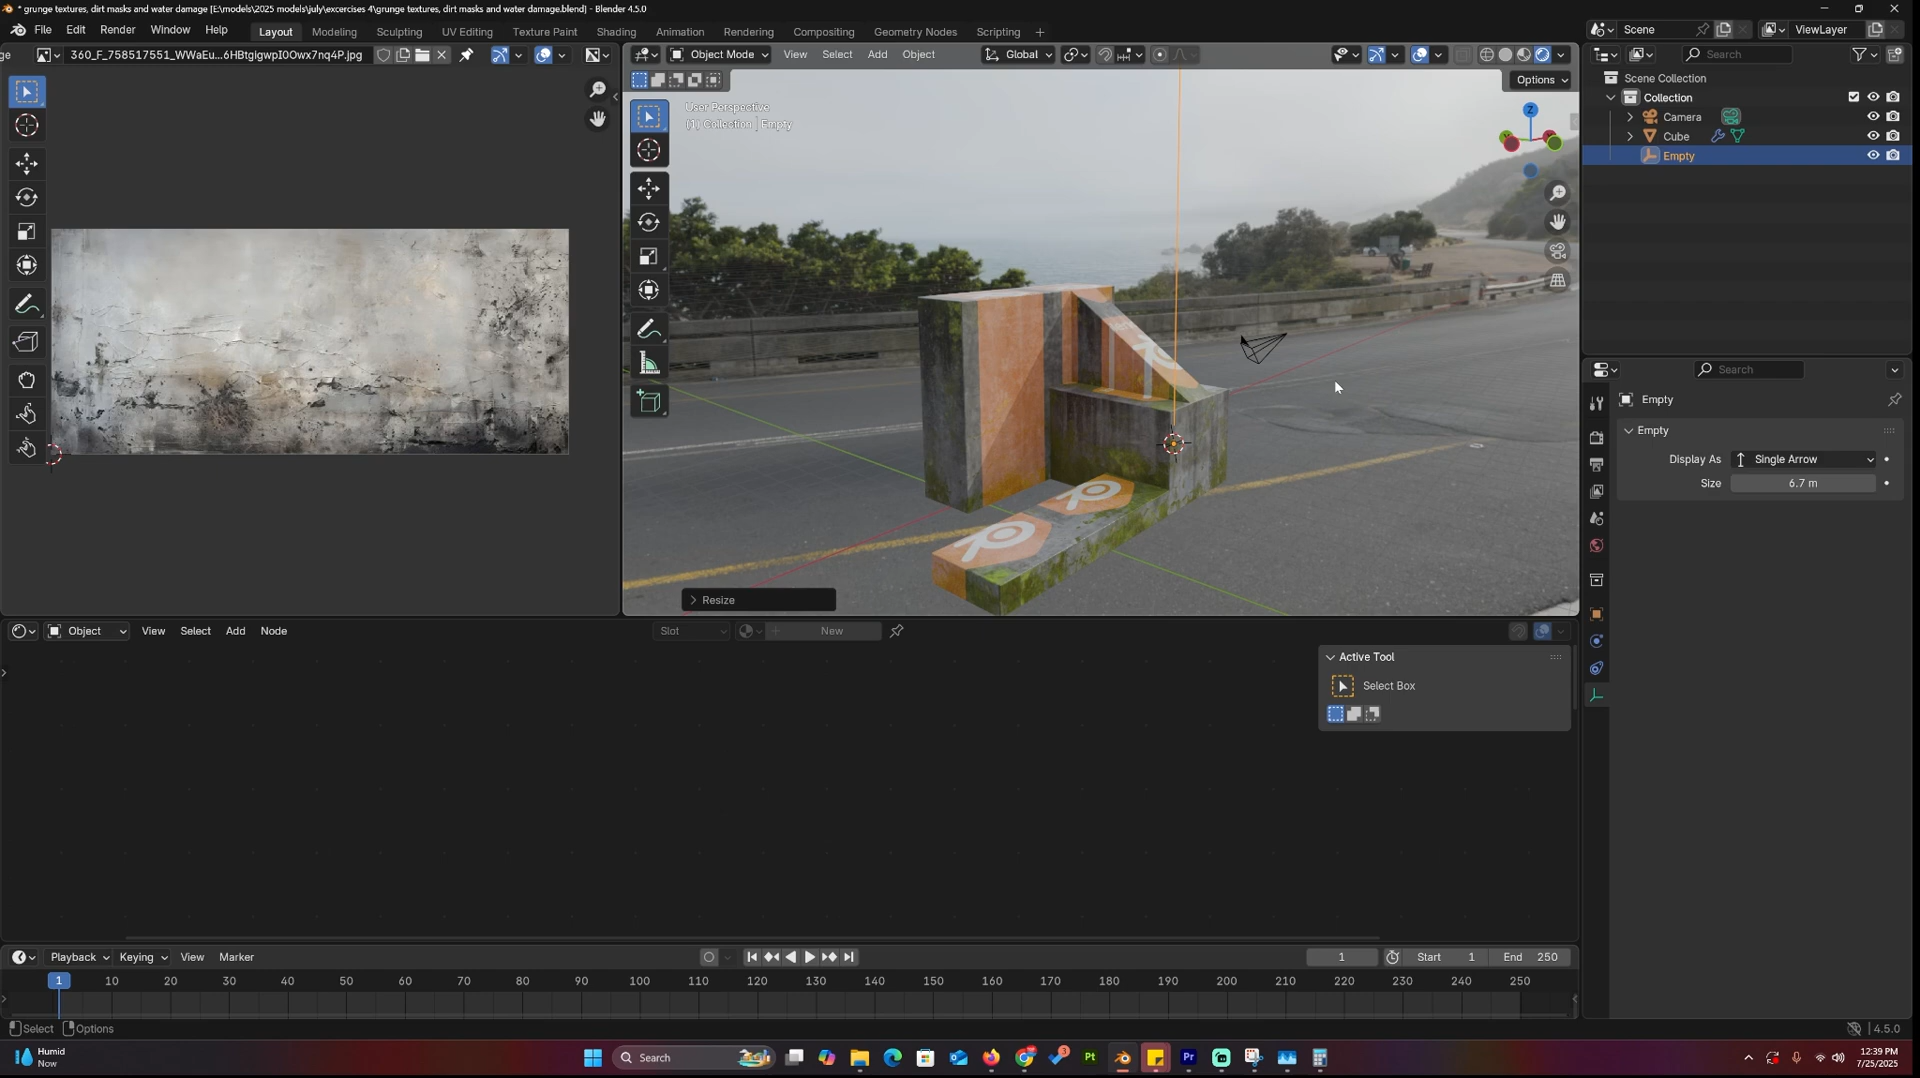 * grunge textures, dirt masks and water damage [E:\models\2025 models\july\excercises 4\grunge textures, dirt masks and water damage.blend] - Blender 4.5.0
File Edit Render Window Help
Layout Modeling Sculpting UV Editing Texture Paint Shading Animation Rendering Compositing Geometry Nodes Scripting +
Scene
ViewLayer
ge
360_F_758517551_WWaEu...6HBtglgwpI0Owx7nq4P.jpg
Object Mode View Select Add Object
Global
Search
Options
User Perspective
(1) Collection | Empty
Z
Scene Collection
Collection
Camera
Cube
Empty
Resize
Search
Empty
Empty
Display As Single Arrow
Size 6.7 m
Object View Select Add Node
Slot
New
Active Tool
Select Box
Playback Keying View Marker
1
Start 1
End 250
1 10 20 30 40 50 60 70 80 90 100 110 120 130 140 150 160 170 180 190 200 210 220 230 240 250
Select Options
4.5.0
Humid
Now
Search
3
Pt
Pr
12:39 PM
7/25/2025